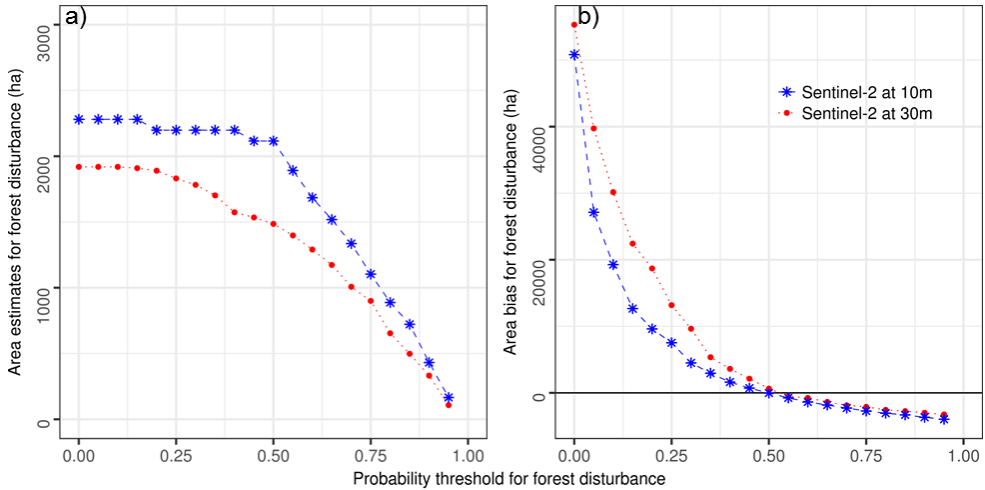 a)
Area estimates for forest disturbance (ha)
3000
2000
1000
0
0.00 0.25 0.50 0.75 1.00
b)
Area bias for forest disturbance (ha)
40000
20000
0
Sentinel-2 at 10m
Sentinel-2 at 30m
0.00 0.25 0.50 0.75 1.00
Probability threshold for forest disturbance